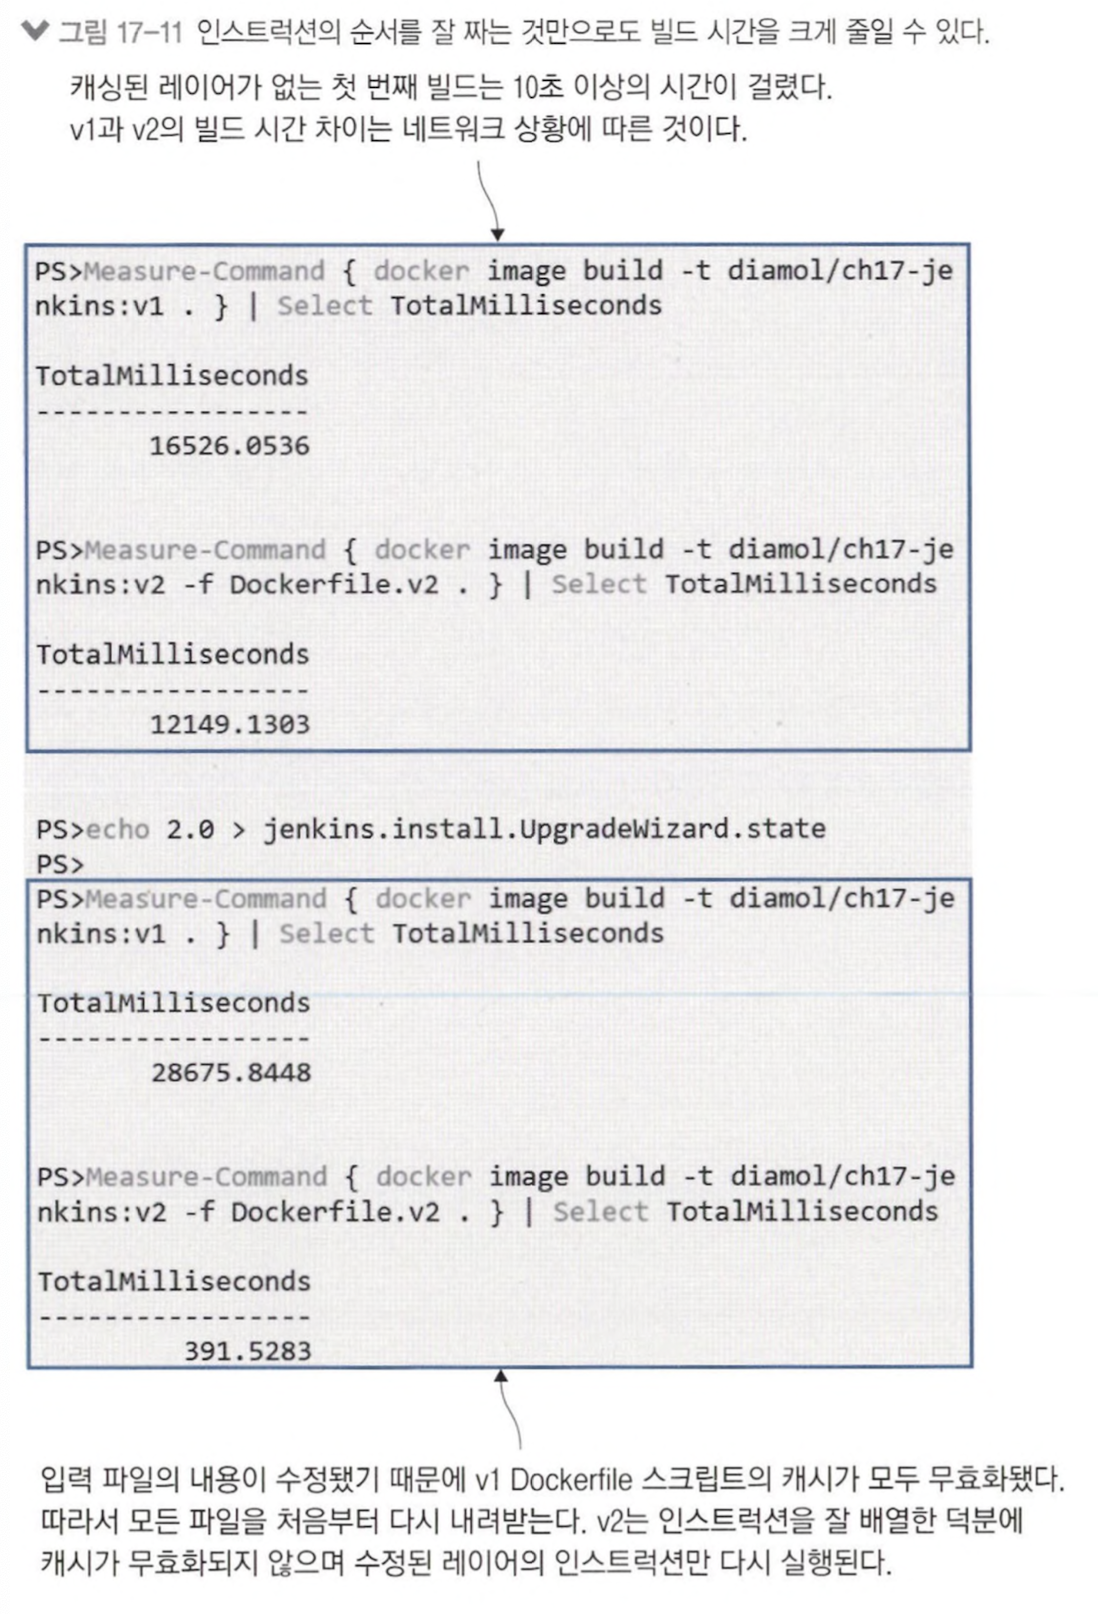 그림 17-11 인스트럭션의 순서를 잘 짜는 것만으로도 빌드 시간을 크게 줄일 수 있다.
캐싱된 레이어가 없는 첫 번째 빌드는 10초 이상의 시간이 걸렸다.
v1과 v2의 빌드 시간 차이는 네트워크 상황에 따른 것이다.
PS>Measure-Command { docker image build -t diamol/ch17-je
nkins:v1 . } | Select TotalMilliseconds
TotalMilliseconds
-----------------
16526.0536
PS>Measure-Command { docker image build -t diamol/ch17-je
nkins:v2 -f Dockerfile.v2 . } | Select TotalMilliseconds
TotalMilliseconds
-----------------
12149.1303
PS>echo 2.0 > jenkins.install.UpgradeWizard.state
PS>
PS>Measure-Command { docker image build -t diamol/ch17-je
nkins:v1 . } | Select TotalMilliseconds
TotalMilliseconds
-----------------
28675.8448
PS>Measure-Command { docker image build -t diamol/ch17-je
nkins:v2 -f Dockerfile.v2 . } | Select TotalMilliseconds
TotalMilliseconds
-----------------
391.5283
입력 파일의 내용이 수정됐기 때문에 v1 Dockerfile 스크립트의 캐시가 모두 무효화됐다.
따라서 모든 파일을 처음부터 다시 내려받는다. v2는 인스트럭션을 잘 배열한 덕분에
캐시가 무효화되지 않으며 수정된 레이어의 인스트럭션만 다시 실행된다.